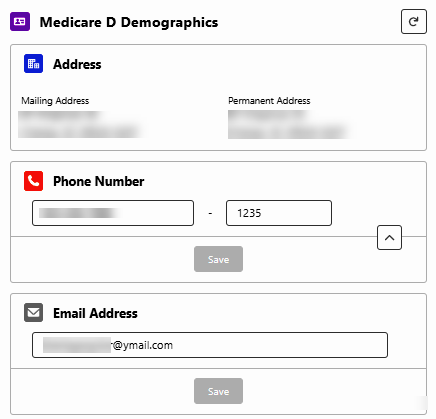 Medicare D Demographics
Address
Mailing Address
Permanent Address
Phone Number
- 1235
Save
Email Address
@ymail.com
Save